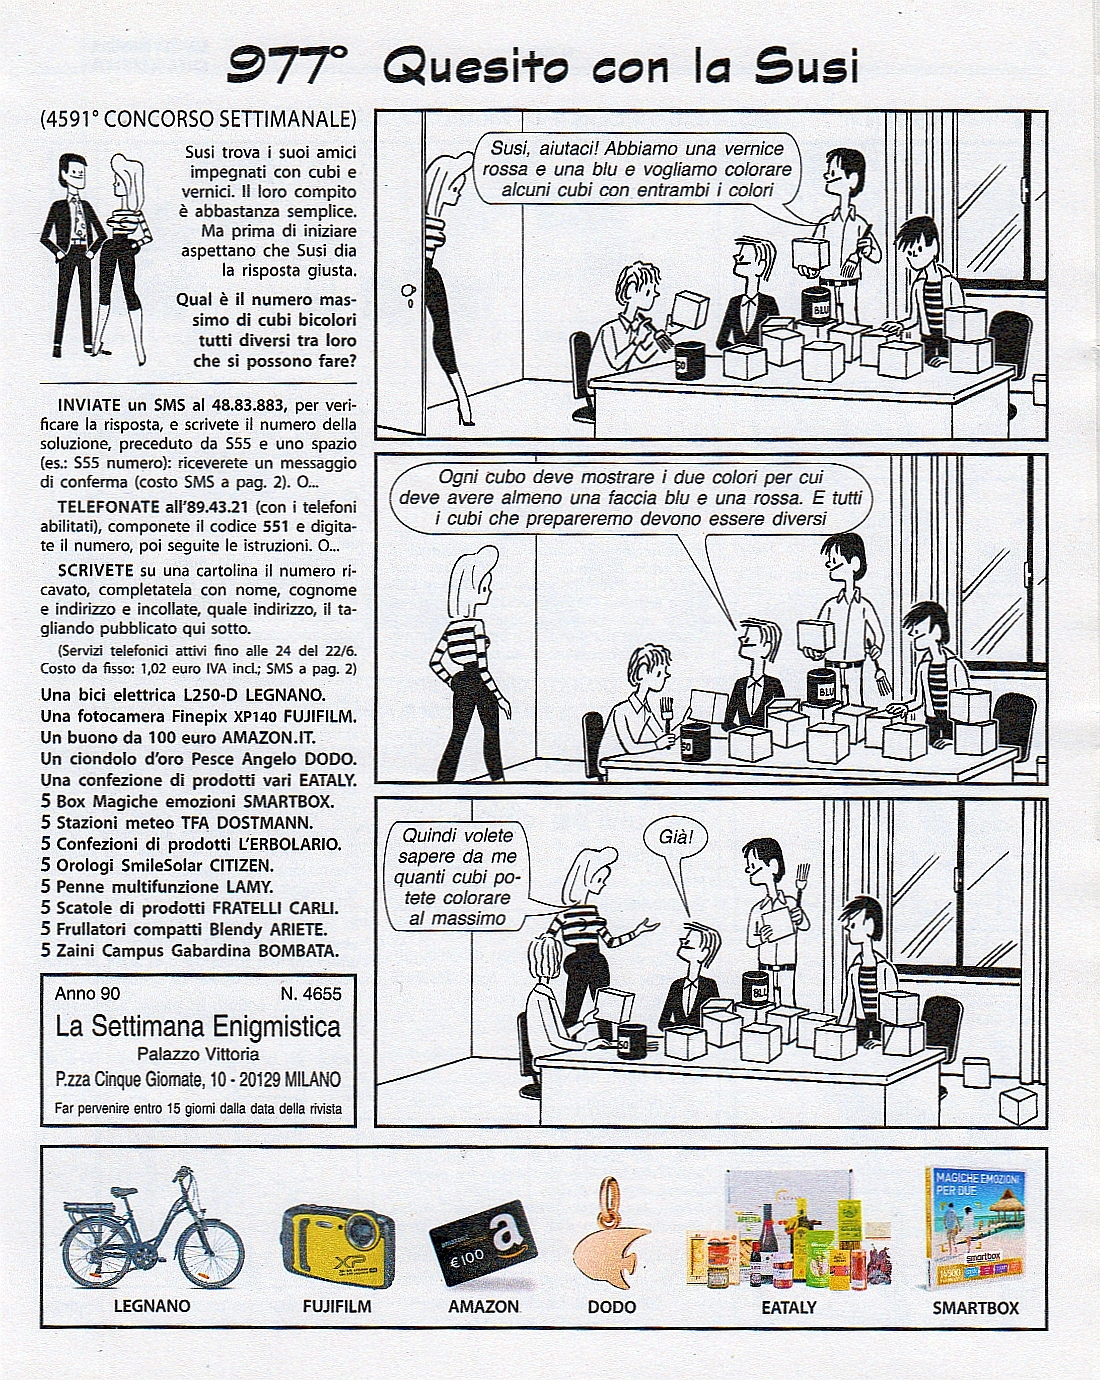 977° Quesito con la Susi
(4591° CONCORSO SETTIMANALE)
Susi trova i suoi amici
impegnati con cubi e
vernici. Il loro compito
è abbastanza semplice.
Ma prima di iniziare
aspettano che Susi dia
la risposta giusta.
Qual è il numero mas-
simo di cubi bicolori
tutti diversi tra loro
che si possono fare?
INVIATE un SMS al 48.83.883, per veri-
ficare la risposta, e scrivete il numero della
soluzione, preceduto da S55 e uno spazio
(es.: S55 numero): riceverete un messaggio
di conferma (costo SMS a pag. 2). O...
TELEFONATE all'89.43.21 (con i telefoni
abilitati), componete il codice 551 e digita-
te il numero, poi seguite le istruzioni. O...
SCRIVETE su una cartolina il numero ri-
cavato, completatela con nome, cognome
e indirizzo e incollate, quale indirizzo, il ta-
gliando pubblicato qui sotto.
(Servizi telefonici attivi fino alle 24 del 22/6.
Costo da fisso: 1,02 euro IVA incl.; SMS a pag. 2)
Una bici elettrica L250-D LEGNANO.
Una fotocamera Finepix XP140 FUJIFILM.
Un buono da 100 euro AMAZON.IT.
Un ciondolo d'oro Pesce Angelo DODO.
Una confezione di prodotti vari EATALY.
5 Box Magiche emozioni SMARTBOX.
5 Stazioni meteo TFA DOSTMANN.
5 Confezioni di prodotti L'ERBOLARIO.
5 Orologi SmileSolar CITIZEN.
5 Penne multifunzione LAMY.
5 Scatole di prodotti FRATELLI CARLI.
5 Frullatori compatti Blendy ARIETE.
5 Zaini Campus Gabardina BOMBATA.
Anno 90 N. 4655
La Settimana Enigmistica
Palazzo Vittoria
P.zza Cinque Giornate, 10 - 20129 MILANO
Far pervenire entro 15 giorni dalla data della rivista
Susi, aiutaci! Abbiamo una vernice
rossa e una blu e vogliamo colorare
alcuni cubi con entrambi i colori
BLU
SO
Ogni cubo deve mostrare i due colori per cui
deve avere almeno una faccia blu e una rossa. E tutti
i cubi che prepareremo devono essere diversi
BLU
SO
Quindi volete
sapere da me
quanti cubi po-
tete colorare
al massimo
Già!
BLU
SO
XP
€100
a
MAGICHE EMOZIONI
PER DUE
smartbox
LEGNANO
FUJIFILM
AMAZON
DODO
EATALY
SMARTBOX